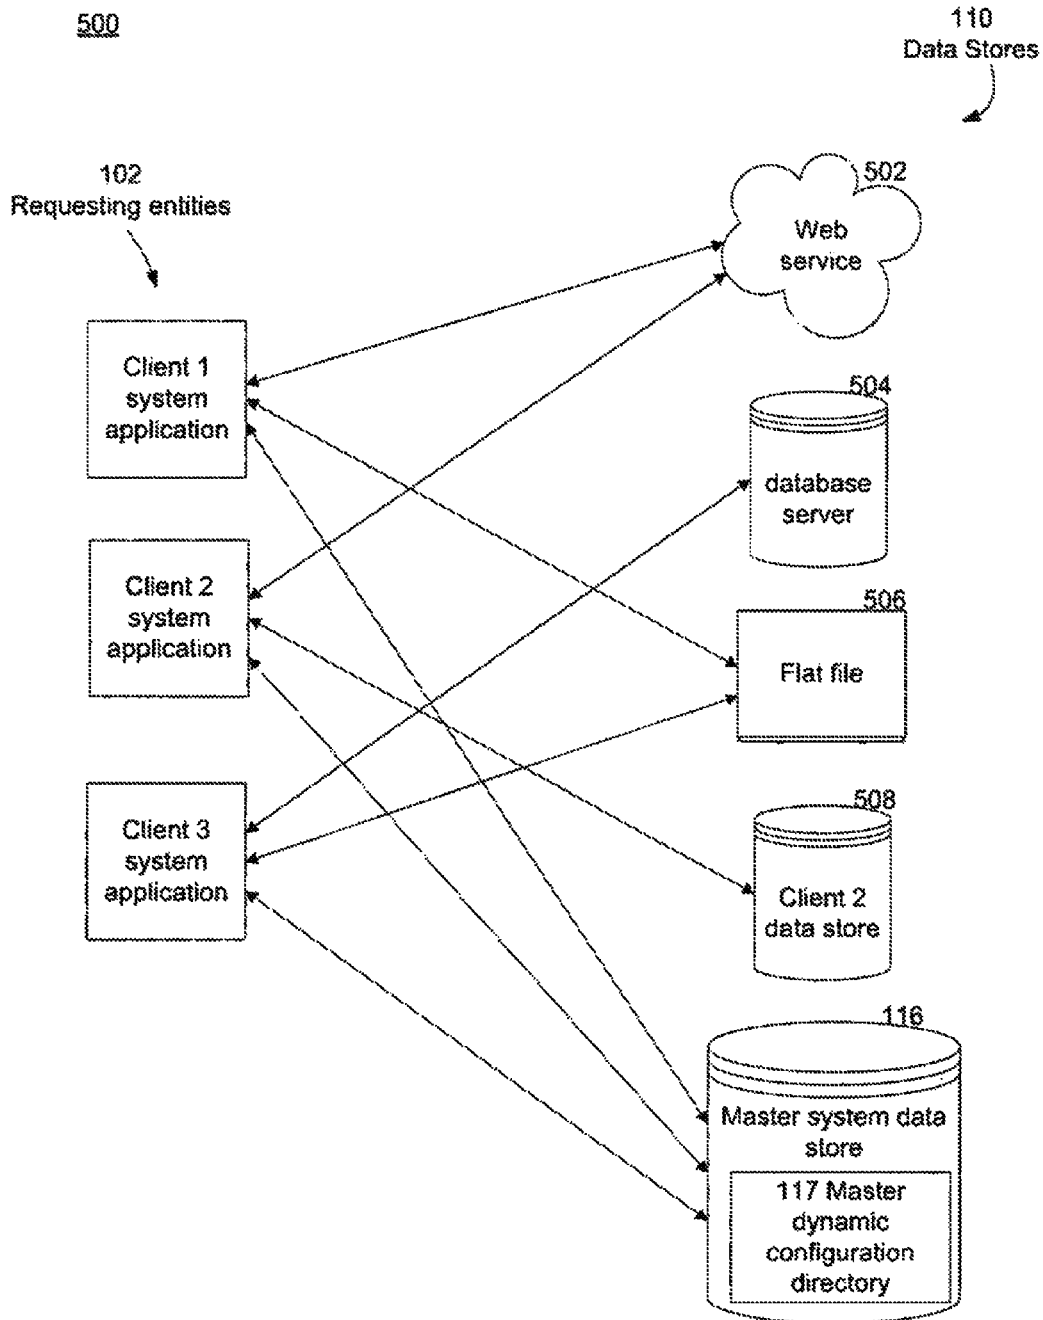 500
110
Data Stores
102
Requesting entities
502
Web
service
Client 1
system
application
504
database
server
Client 2
system
application
506
Flat file
Client 3
system
application
508
Client 2
data store
116
Master system data
store
117 Master
dynamic
configuration
directory